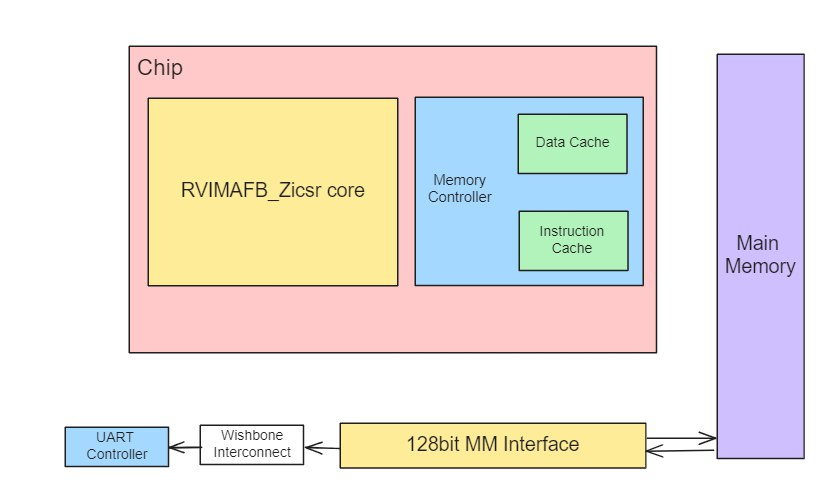 Chip
RVIMAFB_Zicsr core
Memory
Controller
Data Cache
Instruction
Cache
Main
Memory
UART
Controller
Wishbone
Interconnect
128bit MM Interface